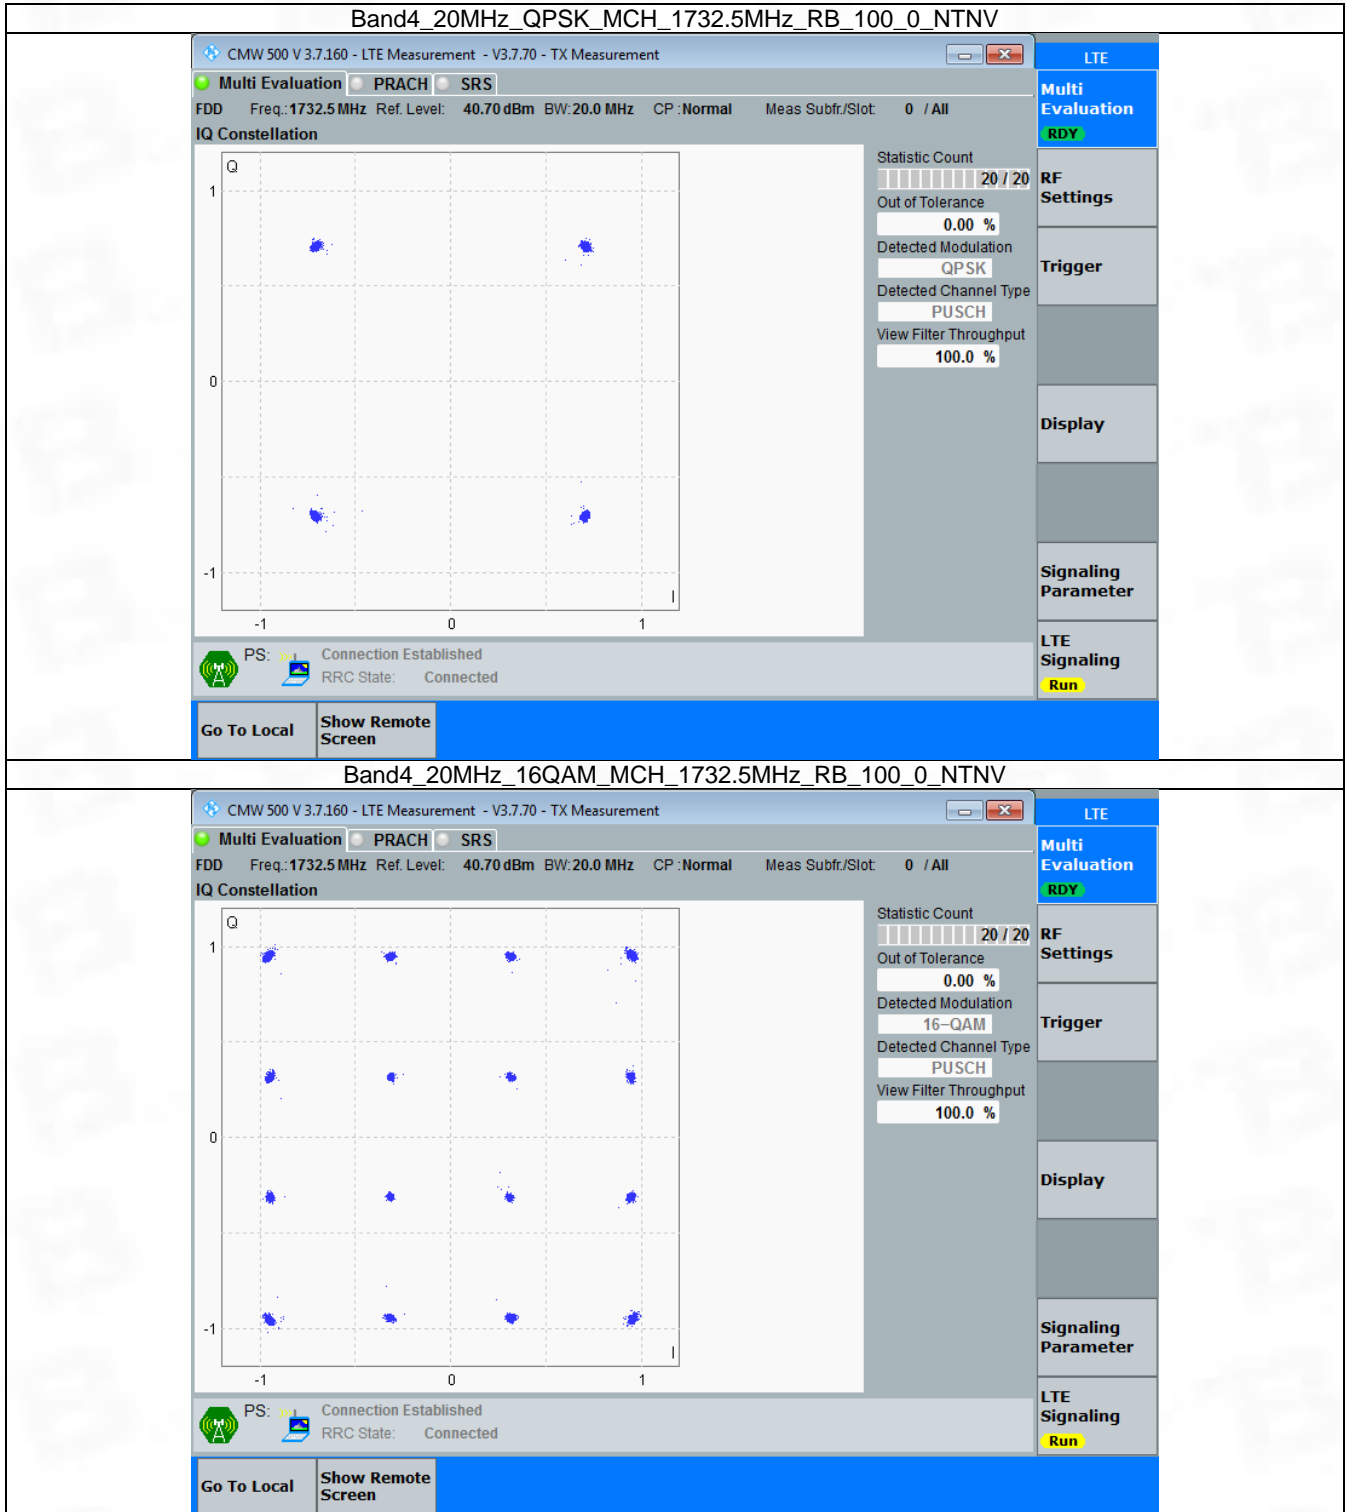 Band4_20MHz_QPSK_MCH_1732.5MHz_RB_100_0_NTNV
CMW 500 V 3.7.160 - LTE Measurement - V3.7.70 - TX Measurement
LTE
Multi Evaluation PRACH SRS
Multi
Evaluation
RDY
FDD Freq.:1732.5 MHz Ref. Level: 40.70 dBm BW:20.0 MHz CP :Normal Meas Subfr./Slot: 0 / All
IQ Constellation
Q
1
0
-1
I
-1 0 1
Statistic Count
20 / 20
Out of Tolerance
0.00 %
Detected Modulation
QPSK
Detected Channel Type
PUSCH
View Filter Throughput
100.0 %
RF
Settings
Trigger
Display
Signaling
Parameter
LTE
Signaling
Run
PS: Connection Established
RRC State: Connected
Go To Local
Show Remote
Screen
Band4_20MHz_16QAM_MCH_1732.5MHz_RB_100_0_NTNV
CMW 500 V 3.7.160 - LTE Measurement - V3.7.70 - TX Measurement
LTE
Multi Evaluation PRACH SRS
Multi
Evaluation
RDY
FDD Freq.:1732.5 MHz Ref. Level: 40.70 dBm BW:20.0 MHz CP :Normal Meas Subfr./Slot: 0 / All
IQ Constellation
Q
1
0
-1
I
-1 0 1
Statistic Count
20 / 20
Out of Tolerance
0.00 %
Detected Modulation
16-QAM
Detected Channel Type
PUSCH
View Filter Throughput
100.0 %
RF
Settings
Trigger
Display
Signaling
Parameter
LTE
Signaling
Run
PS: Connection Established
RRC State: Connected
Go To Local
Show Remote
Screen